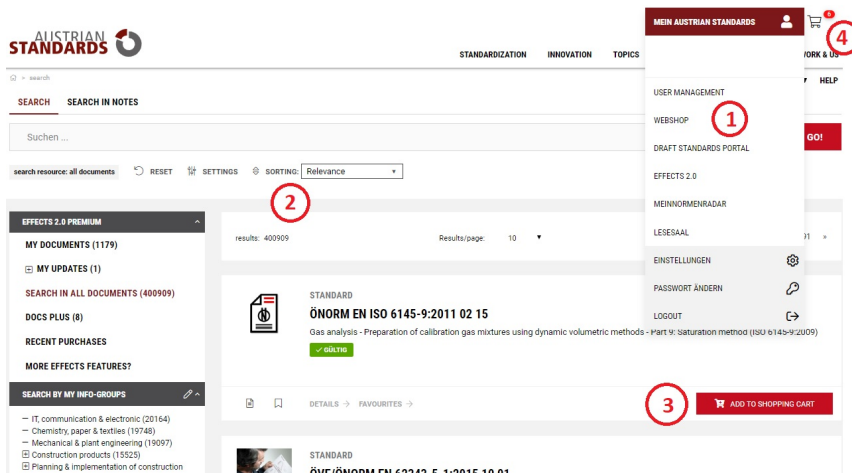 AUSTRIAN
STANDARDS
MEIN AUSTRIAN STANDARDS
6
4
STANDARDIZATION INNOVATION TOPICS
ORK & US
> search
HELP
SEARCH SEARCH IN NOTES
USER MANAGEMENT
WEBSHOP
1
DRAFT STANDARDS PORTAL
EFFECTS 2.0
MEINNORMENRADAR
LESESAAL
EINSTELLUNGEN
PASSWORT ÄNDERN
LOGOUT
Suchen ...
GO!
search resource: all documents RESET SETTINGS SORTING: Relevance
2
EFFECTS 2.0 PREMIUM
MY DOCUMENTS (1179)
MY UPDATES (1)
SEARCH IN ALL DOCUMENTS (400909)
DOCS PLUS (8)
RECENT PURCHASES
MORE EFFECTS FEATURES?
SEARCH BY MY INFO-GROUPS
IT, communication & electronic (20164)
Chemistry, paper & textiles (19748)
Mechanical & plant engineering (19097)
Construction products (15525)
Planning & implementation of construction
results: 400909 Results/page: 10
91 »
STANDARD
ÖNORM EN ISO 6145-9:2011 02 15
Gas analysis - Preparation of calibration gas mixtures using dynamic volumetric methods - Part 9: Saturation method (ISO 6145-9:2009)
GÜLTIG
DETAILS FAVOURITES
3
ADD TO SHOPPING CART
STANDARD